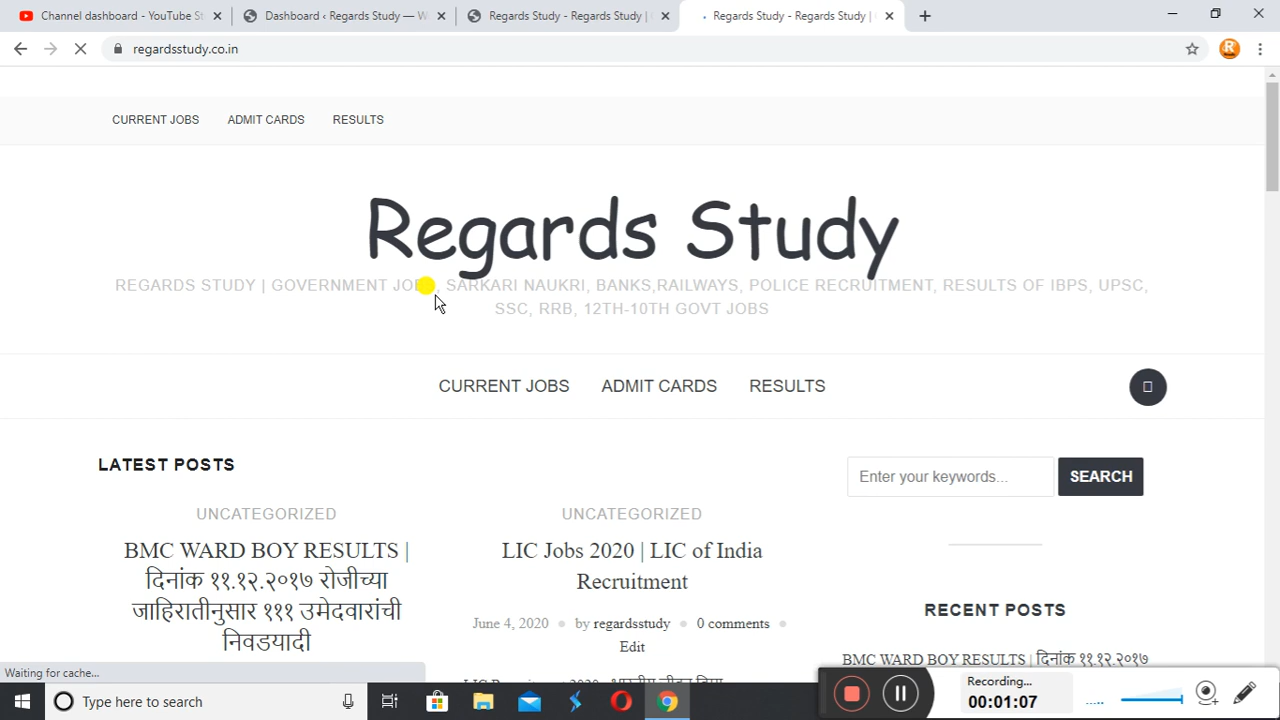 Channel dashboard - YouTube St
Dashboard ‹ Regards Study — W
Regards Study - Regards Study |
Regards Study - Regards Study |
regardsstudy.co.in
CURRENT JOBS ADMIT CARDS RESULTS
Regards Study
REGARDS STUDY | GOVERNMENT JOBS, SARKARI NAUKRI, BANKS,RAILWAYS, POLICE RECRUITMENT, RESULTS OF IBPS, UPSC,
SSC, RRB, 12TH-10TH GOVT JOBS
CURRENT JOBS ADMIT CARDS RESULTS
LATEST POSTS
Enter your keywords...
SEARCH
UNCATEGORIZED
BMC WARD BOY RESULTS |
दिनांक ११.१२.२०१७ रोजीच्या
जाहिरातीनुसार १११ उमेदवारांची
निवडयादी
UNCATEGORIZED
LIC Jobs 2020 | LIC of India
Recruitment
June 4, 2020 by regardsstudy 0 comments
Edit
RECENT POSTS
BMC WARD BOY RESULTS | दिनांक ११.१२.२०१७
Waiting for cache...
Type here to search
Recording...
00:01:07